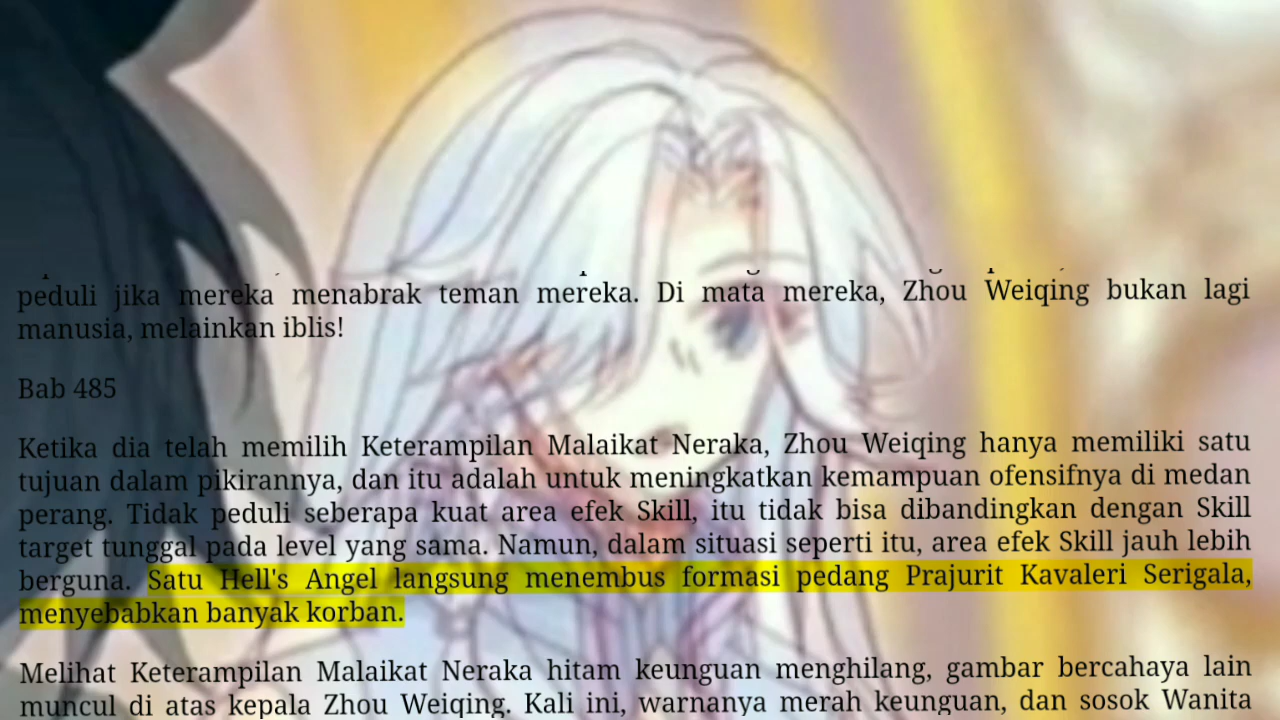 peduli jika mereka menabrak teman mereka. Di mata mereka, Zhou Weiqing bukan lagi
manusia, melainkan iblis!
Bab 485
Ketika dia telah memilih Keterampilan Malaikat Neraka, Zhou Weiqing hanya memiliki satu
tujuan dalam pikirannya, dan itu adalah untuk meningkatkan kemampuan ofensifnya di medan
perang. Tidak peduli seberapa kuat area efek Skill, itu tidak bisa dibandingkan dengan Skill
target tunggal pada level yang sama. Namun, dalam situasi seperti itu, area efek Skill jauh lebih
berguna. Satu Hell's Angel langsung menembus formasi pedang Prajurit Kavaleri Serigala,
menyebabkan banyak korban.
Melihat Keterampilan Malaikat Neraka hitam keunguan menghilang, gambar bercahaya lain
muncul di atas kepala Zhou Weiqing. Kali ini, warnanya merah keunguan, dan sosok Wanita